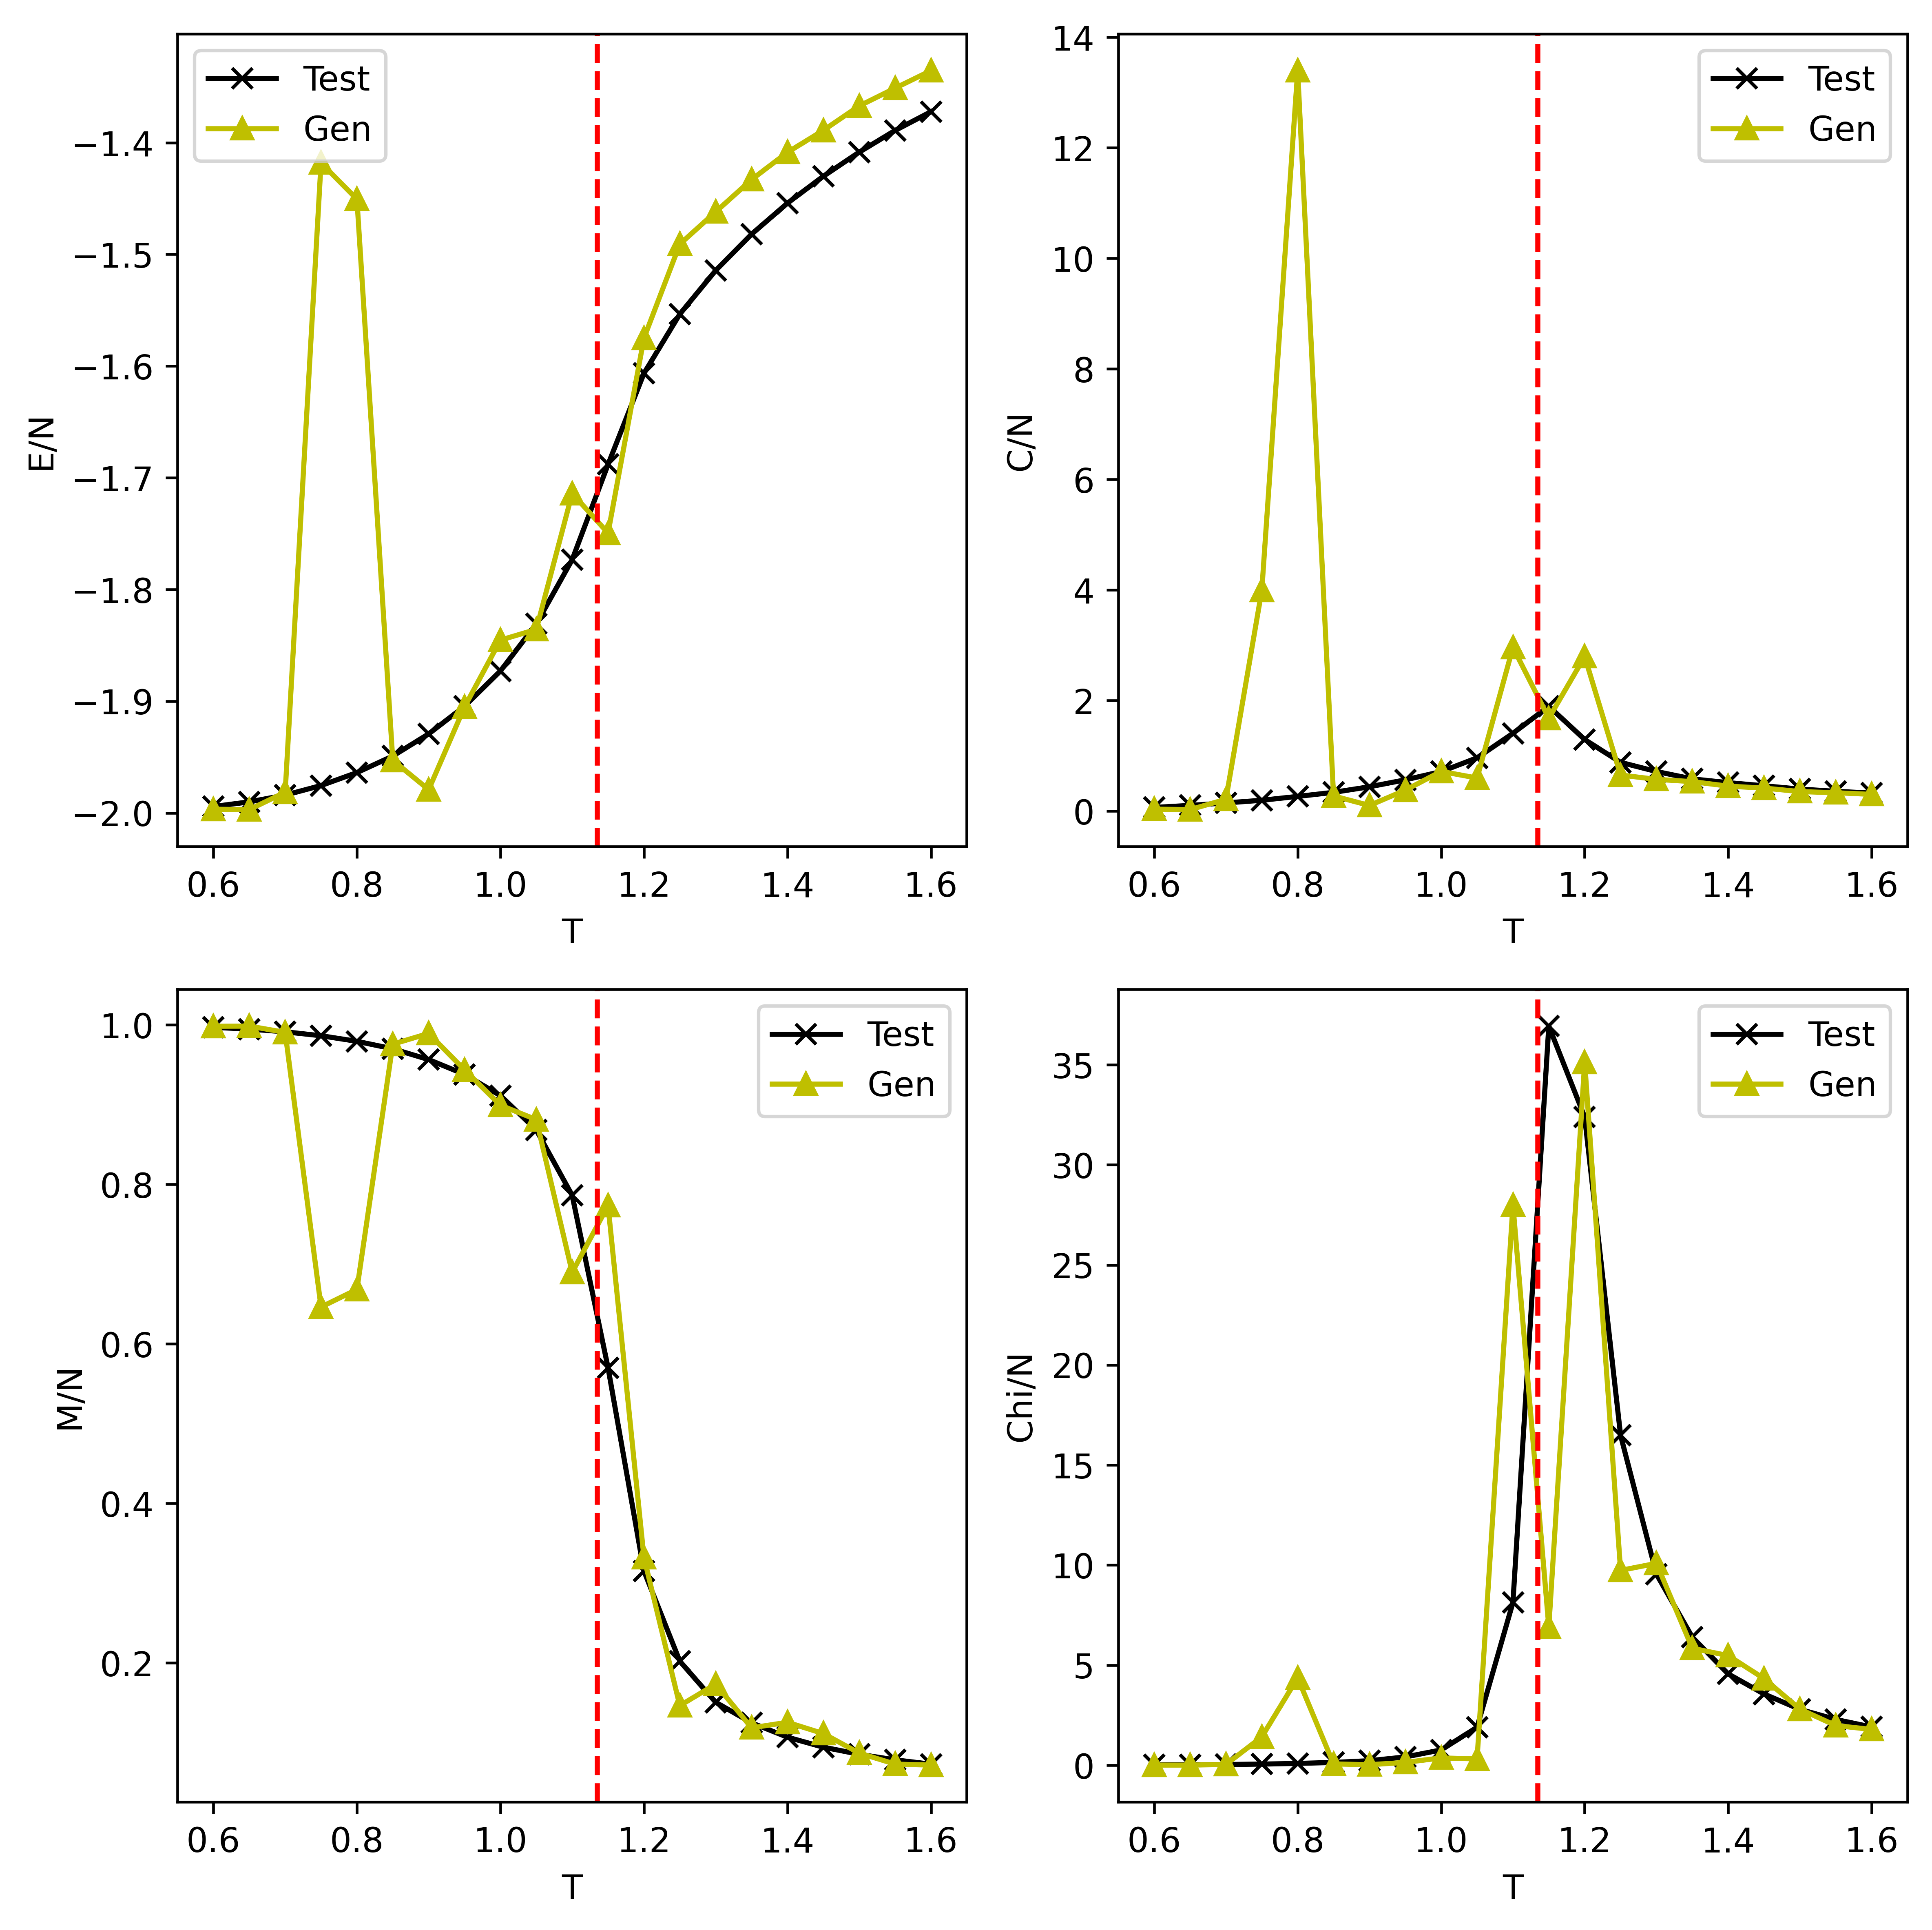 Test
Gen
−1.4
−1.5
−1.6
−1.7
−1.8
−1.9
−2.0
E/N
0.6 0.8 1.0 1.2 1.4 1.6
T
Test
Gen
14
12
10
8
6
4
2
0
C/N
0.6 0.8 1.0 1.2 1.4 1.6
T
Test
Gen
1.0
0.8
0.6
0.4
0.2
M/N
0.6 0.8 1.0 1.2 1.4 1.6
T
Test
Gen
35
30
25
20
15
10
5
0
Chi/N
0.6 0.8 1.0 1.2 1.4 1.6
T